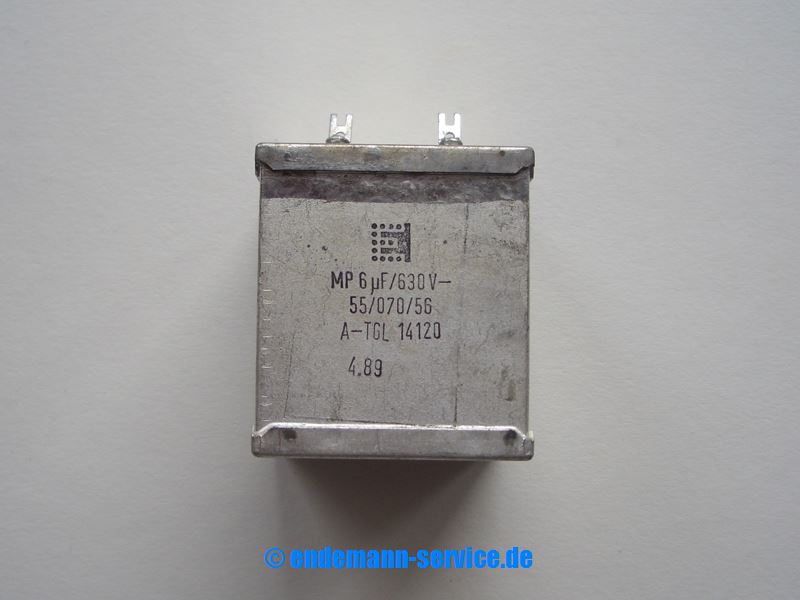 MP 6 µF/630 V–
55/070/56
A–TGL 14120
4.89
© endemann-service.de